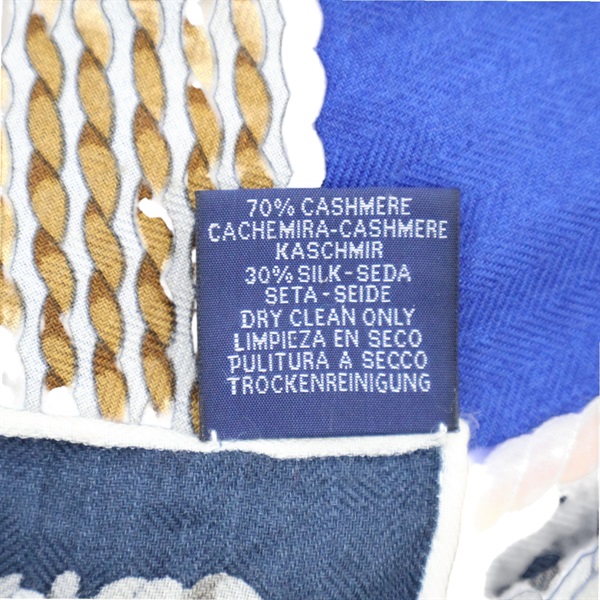 70% CASHMERE
CACHEMIRA-CASHMERE
KASCHMIR
30% SILK-SEDA
SETA-SEIDE
DRY CLEAN ONLY
LIMPIEZA EN SECO
PULITURA A SECCO
TROCKENREINIGUNG